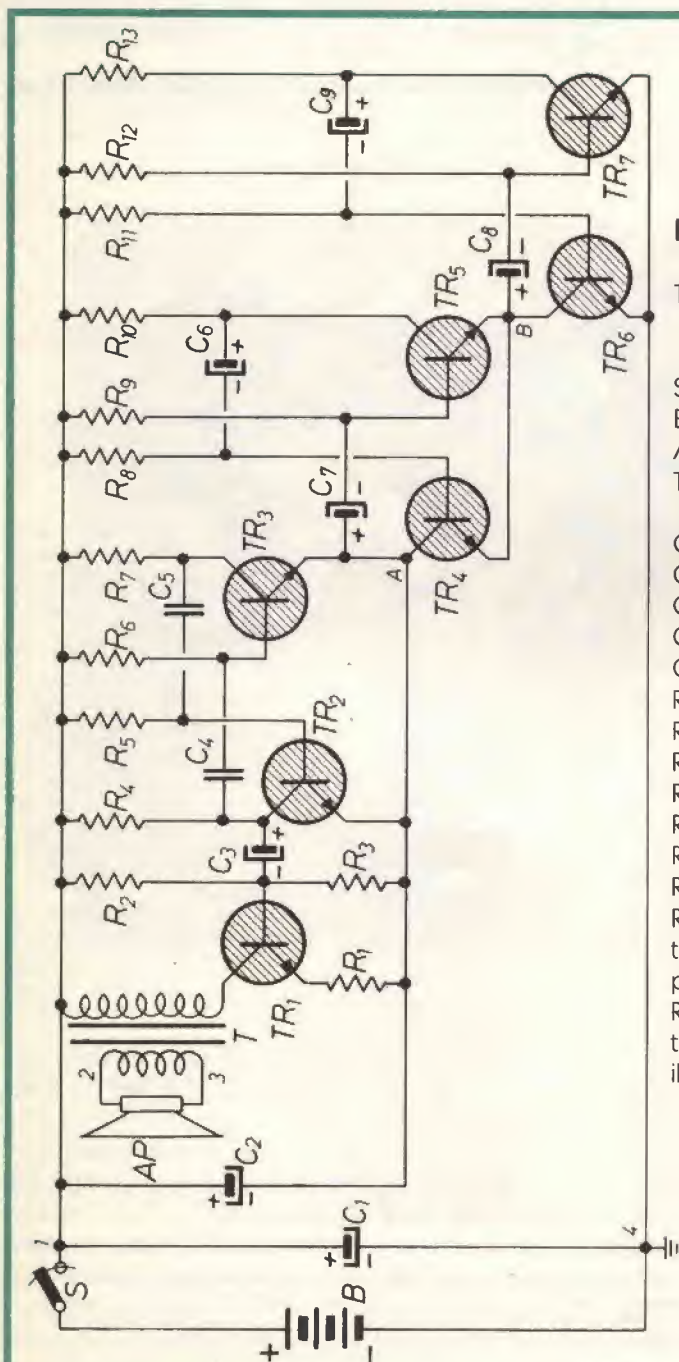 R13
R12
R11
R10
R9
R8
R7
R6
R5
R4
R2
C9
+
-
C6
+
-
C5
C4
C7
+
-
C8
+
-
C3
+
-
R3
R1
TR7
TR6
TR5
B
TR4
A
TR3
TR2
TR1
T
2
3
AP
C2
+
-
C1
+
-
1
S
B
+
-
4